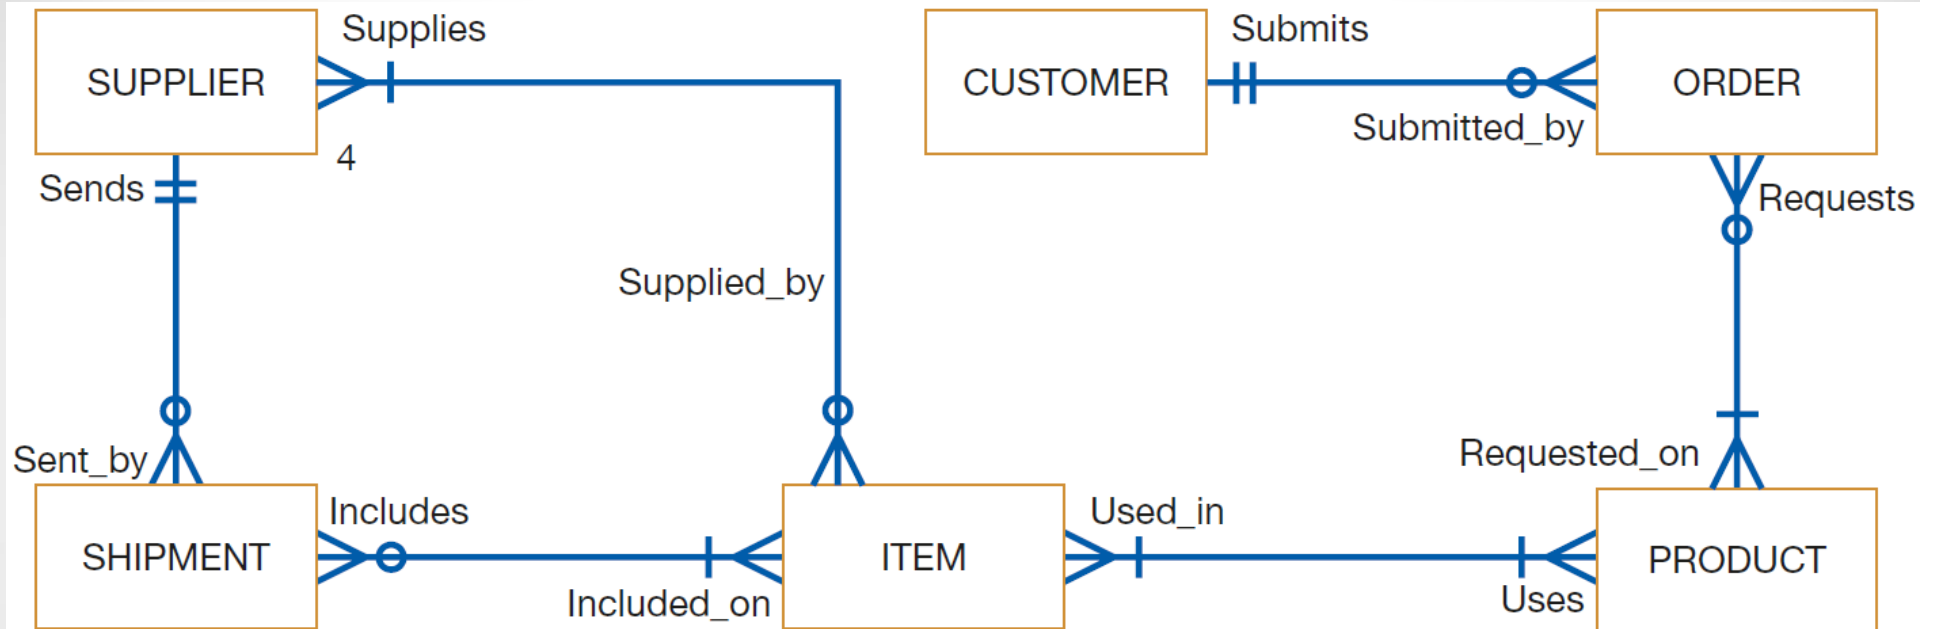 Supplies
Submits
SUPPLIER
CUSTOMER
ORDER
Submitted_by
4
Sends
Requests
Supplied_by
Sent_by
Requested_on
Includes
Used_in
SHIPMENT
ITEM
PRODUCT
Included_on
Uses